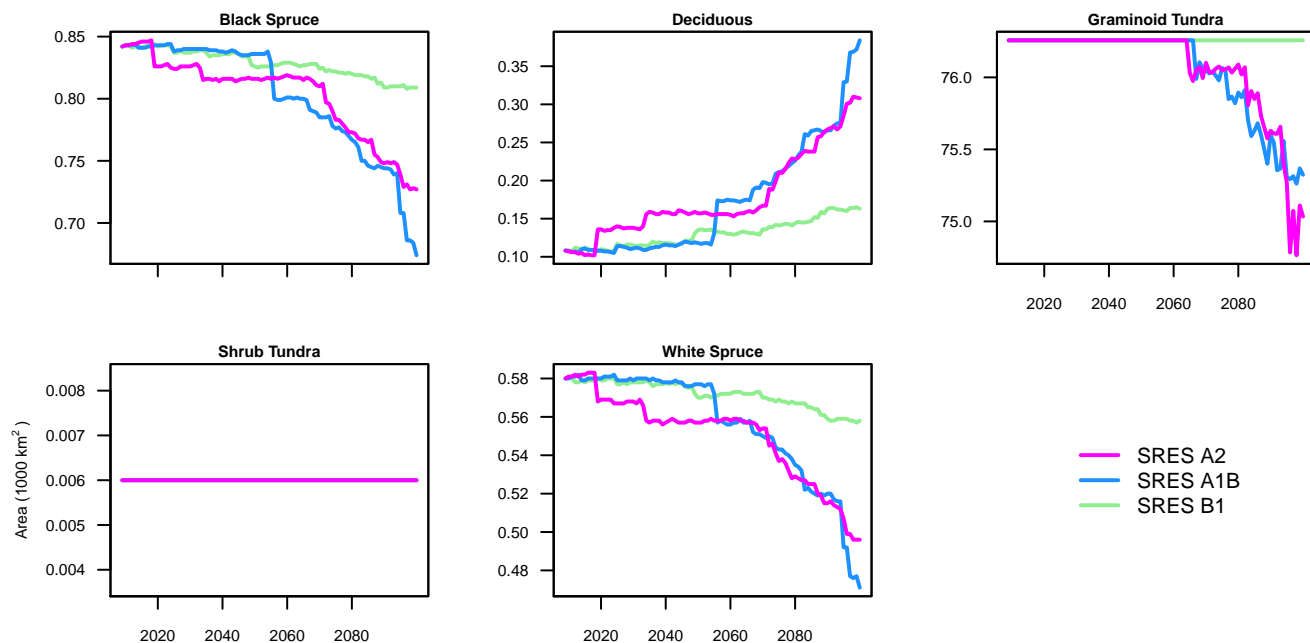 Black Spruce
0.85
0.80
0.75
0.70
Deciduous
0.35
0.30
0.25
0.20
0.15
0.10
Graminoid Tundra
76.0
75.5
75.0
2020 2040 2060 2080
Shrub Tundra
Area (1000 km²)
0.008
0.007
0.006
0.005
0.004
2020 2040 2060 2080
White Spruce
0.58
0.56
0.54
0.52
0.50
0.48
2020 2040 2060 2080
SRES A2
SRES A1B
SRES B1